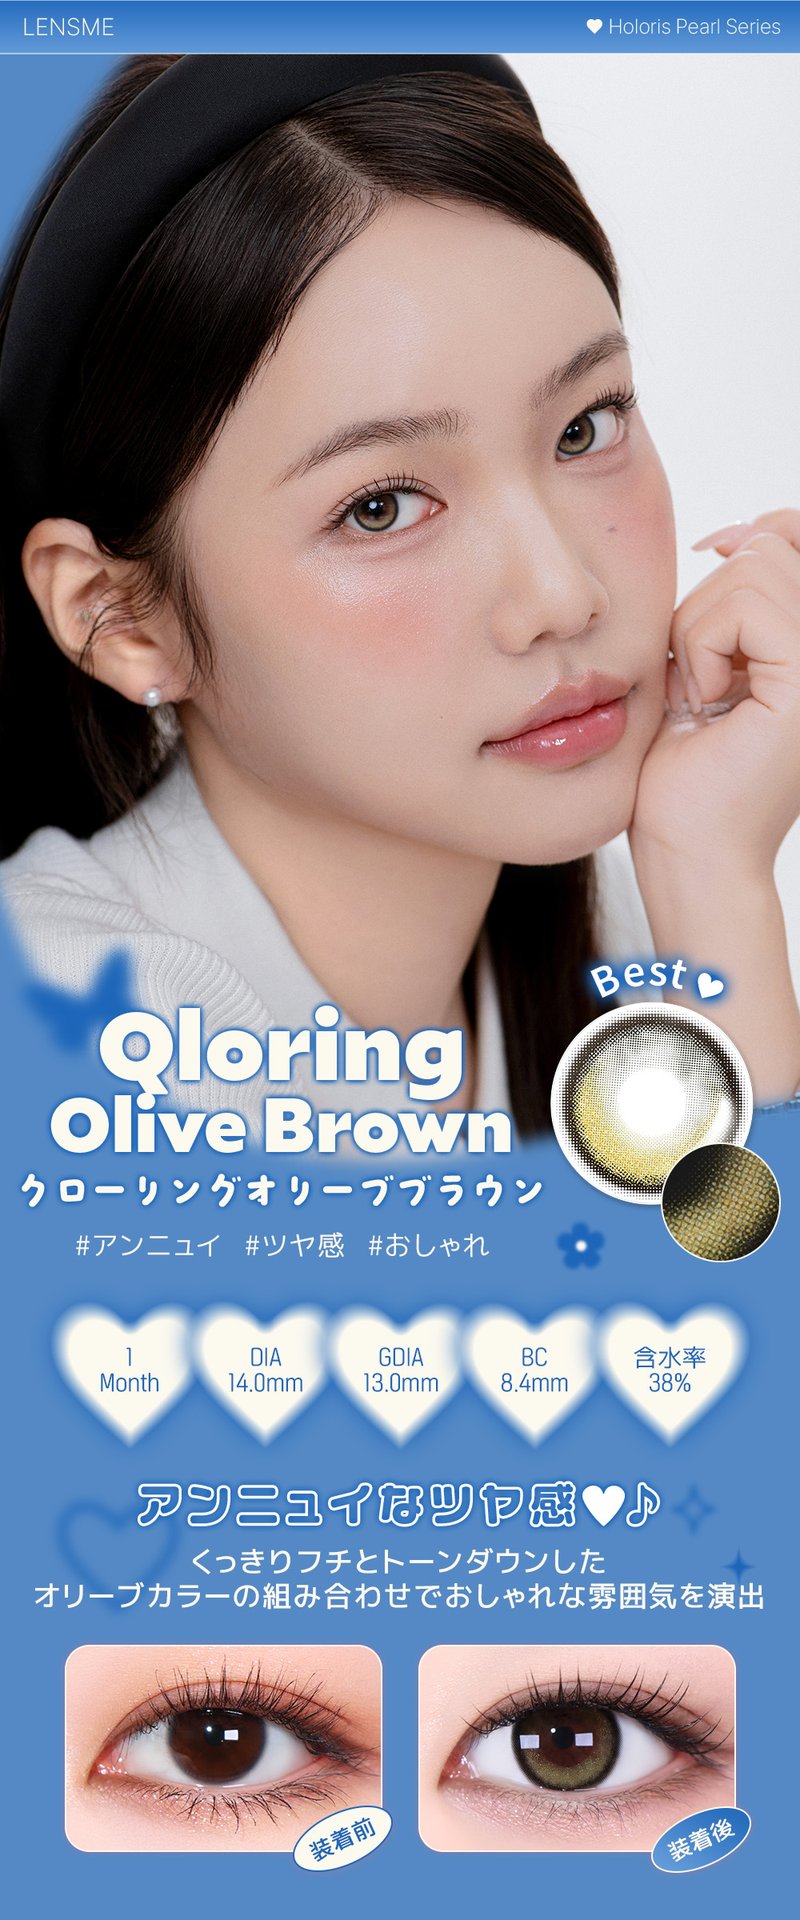 LENSME
♥ Holoris Pearl Series
Best ♥
Qloring
Olive Brown
クローリングオリーブブラウン
#アンニュイ #ツヤ感 #おしゃれ
1
Month
DIA
14.0mm
GDIA
13.0mm
BC
8.4mm
含水率
38%
アンニュイなツヤ感♥♪
くっきりフチとトーンダウンした
オリーブカラーの組み合わせでおしゃれな雰囲気を演出
装着前
装着後